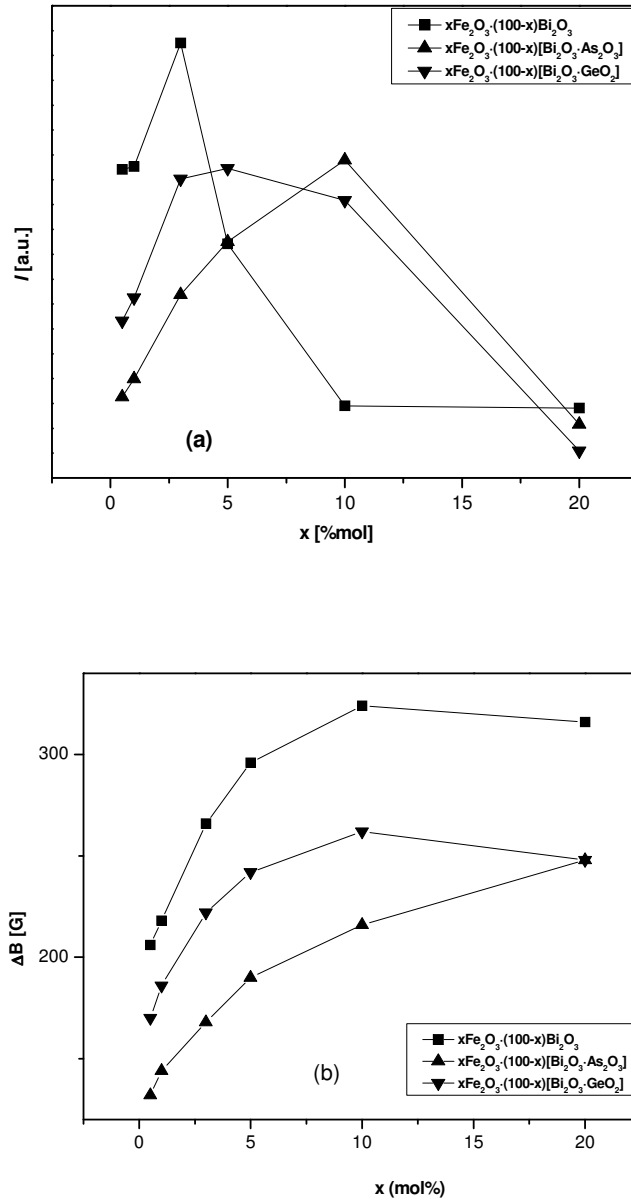 xFe₂O₃·(100-x)Bi₂O₃
xFe₂O₃·(100-x)[Bi₂O₃·As₂O₃]
xFe₂O₃·(100-x)[Bi₂O₃·GeO₂]
I [a.u.]
(a)
0 5 10 15 20
x [%mol]
300
200
ΔB [G]
xFe₂O₃·(100-x)Bi₂O₃
xFe₂O₃·(100-x)[Bi₂O₃·As₂O₃]
xFe₂O₃·(100-x)[Bi₂O₃·GeO₂]
(b)
0 5 10 15 20
x (mol%)